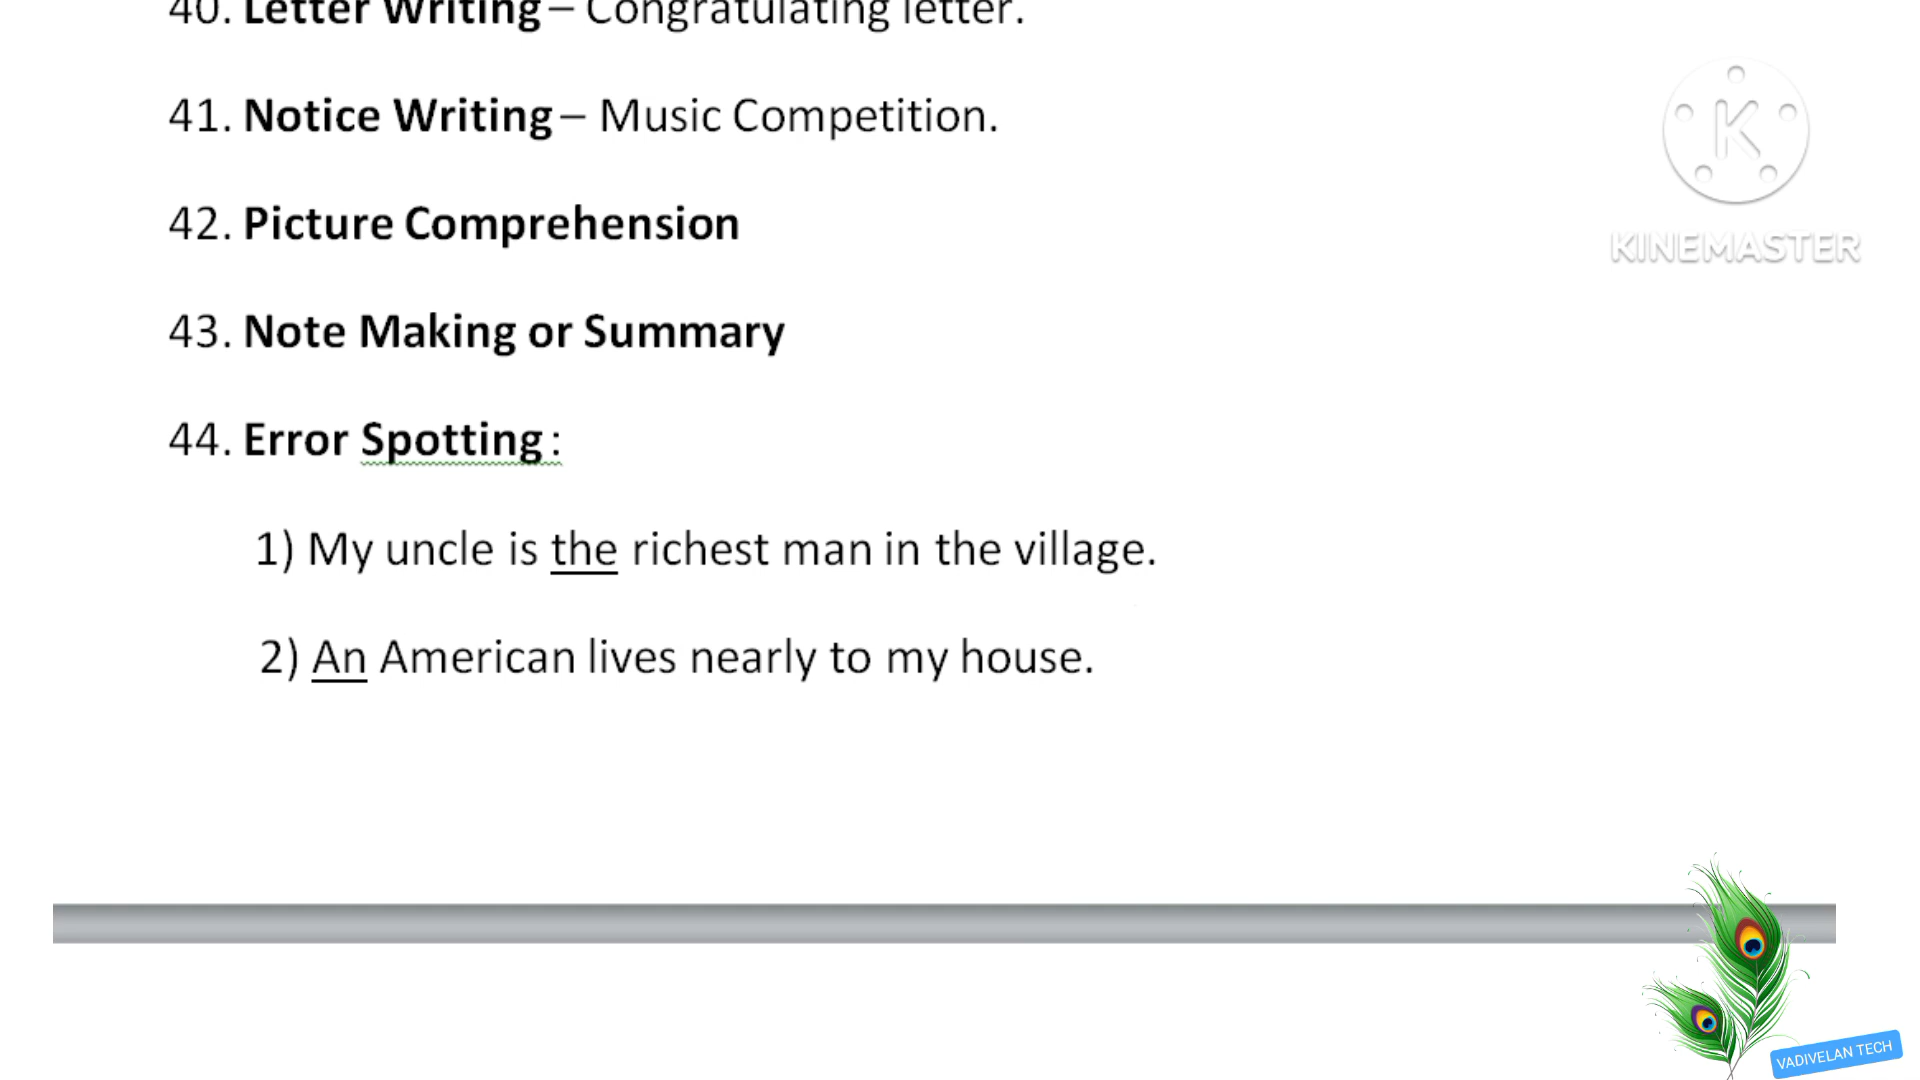 40. Letter Writing – Congratulating letter.
41. Notice Writing – Music Competition.
K
KINEMASTER
42. Picture Comprehension
43. Note Making or Summary
44. Error Spotting :
1) My uncle is the richest man in the village.
2) An American lives nearly to my house.
VADIVELAN TECH